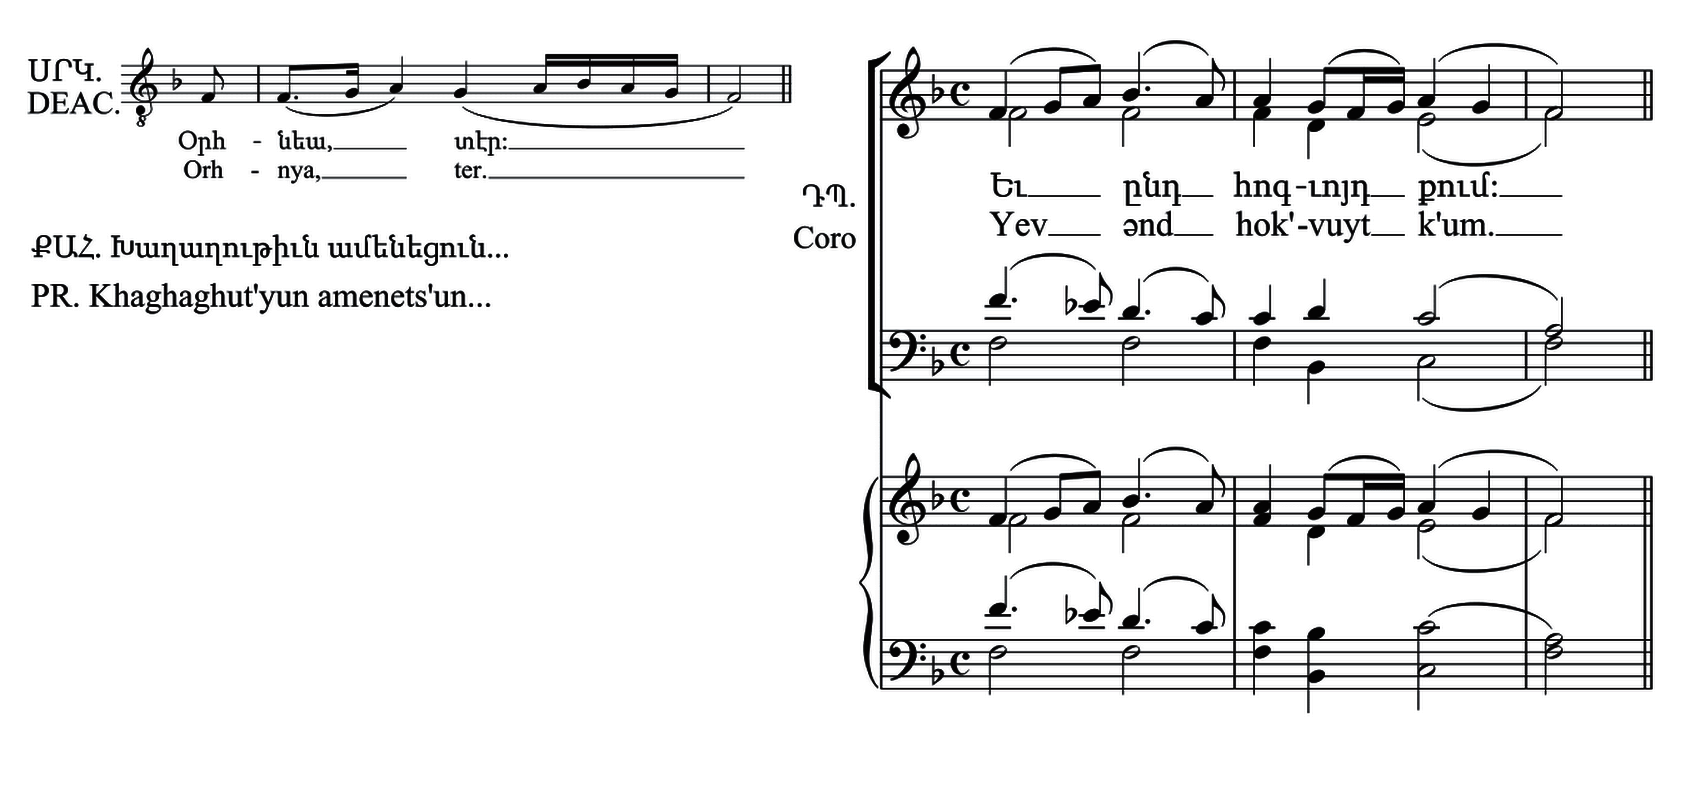 ՍՐԿ.
DEAC.
Օրհ - նեա, տէր:
Orh - nya, ter.
ՔԱՀ. Խաղաղութիւն ամենեցուն...
PR. Khaghaghut'yun amenets'un...
ԴՊ.
Coro
Եւ ընդ հոգ-ւոյդ քում:
Yev ənd hok'-vuyt k'um.